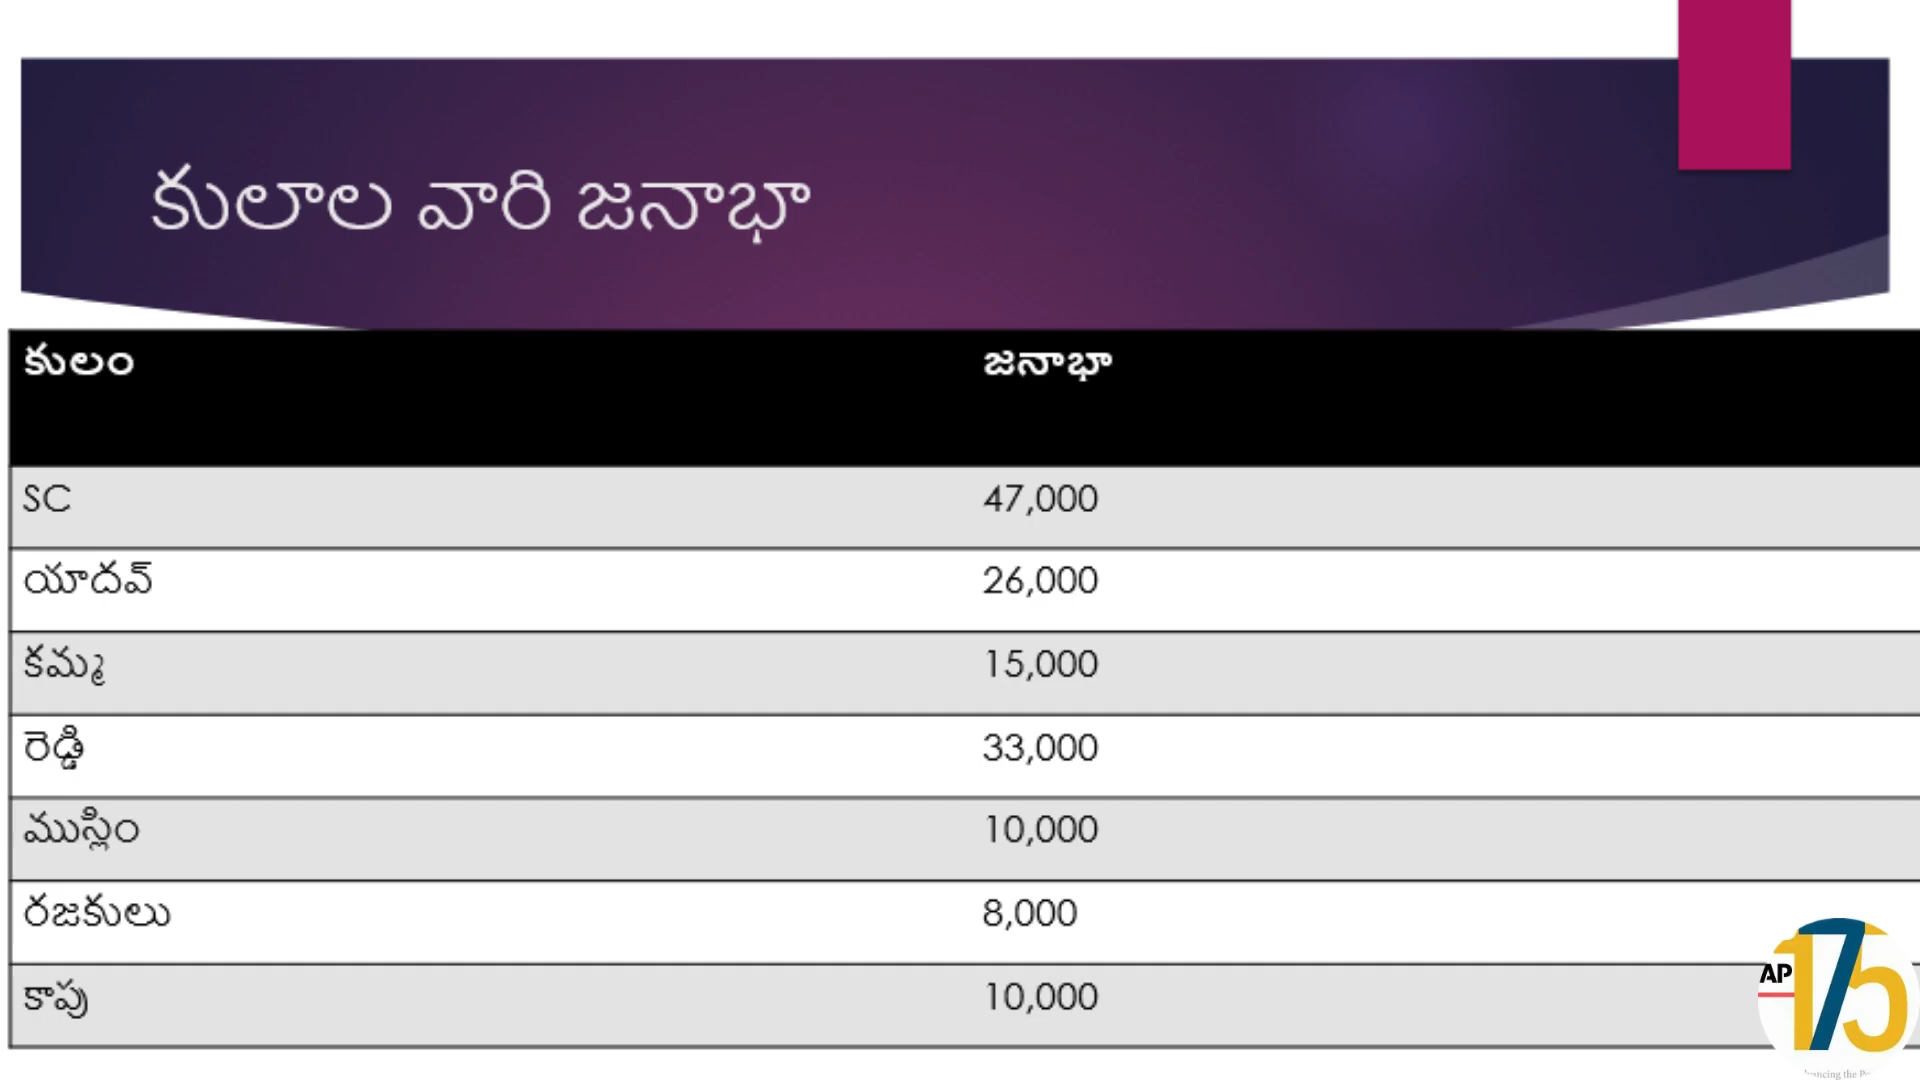 కులాల వారి జనాభా
కులం జనాభా
SC 47,000
యాదవ్ 26,000
కమ్మ 15,000
రెడ్డి 33,000
ముస్లిం 10,000
రజకులు 8,000
కాపు 10,000
AP 175